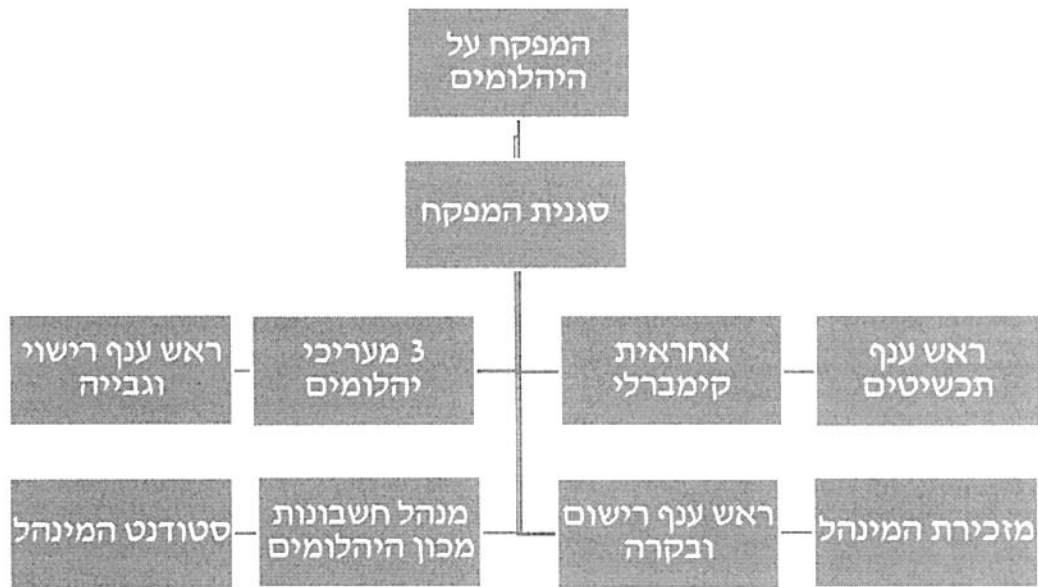 המפקח על
היהלומים
סגנית המפקח
ראש ענף
תכשיטים
אחראית
קימברלי
3 מעריכי
יהלומים
ראש ענף רישוי
וגבייה
מזכירת המינהל
ראש ענף רישום
ובקרה
מנהל חשבונות
מכון היהלומים
סטודנט המינהל